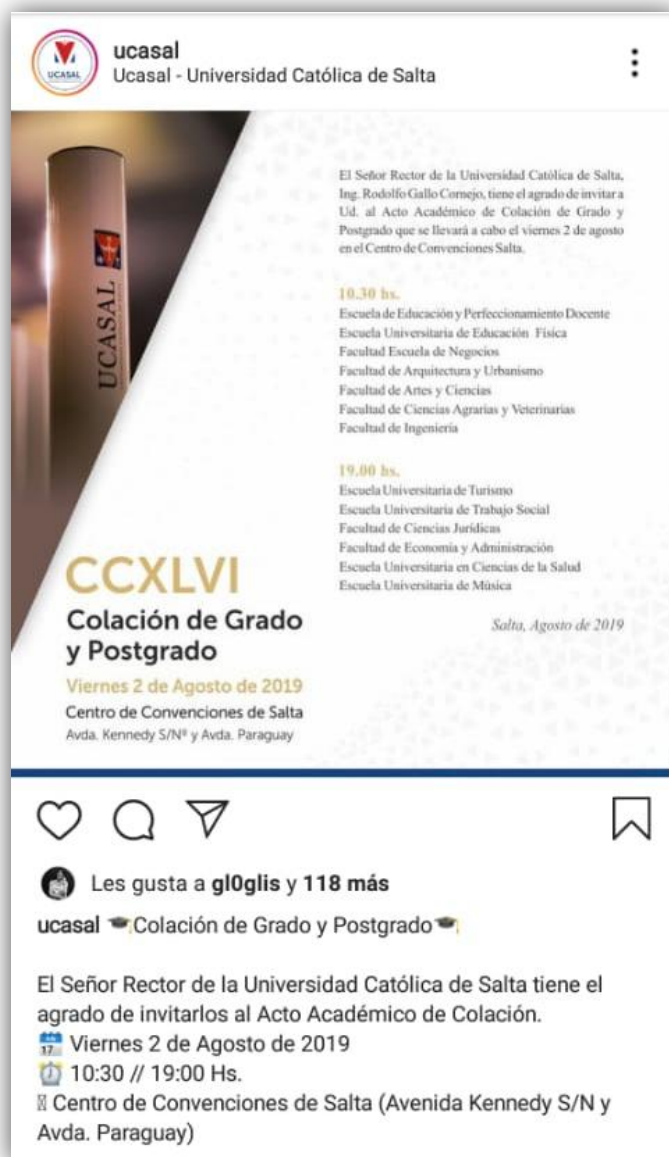 ucasal
Ucasal - Universidad Católica de Salta
UCASAL
UCASAL
El Señor Rector de la Universidad Católica de Salta,
Ing. Rodolfo Gallo Cornejo, tiene el agrado de invitar a
Ud. al Acto Académico de Colación de Grado y
Postgrado que se llevará a cabo el viernes 2 de agosto
en el Centro de Convenciones Salta.
10.30 hs.
Escuela de Educación y Perfeccionamiento Docente
Escuela Universitaria de Educación Física
Facultad Escuela de Negocios
Facultad de Arquitectura y Urbanismo
Facultad de Artes y Ciencias
Facultad de Ciencias Agrarias y Veterinarias
Facultad de Ingeniería
19.00 hs.
Escuela Universitaria de Turismo
Escuela Universitaria de Trabajo Social
Facultad de Ciencias Jurídicas
Facultad de Economía y Administración
Escuela Universitaria en Ciencias de la Salud
Escuela Universitaria de Música
Salta, Agosto de 2019
CCXLVI
Colación de Grado
y Postgrado
Viernes 2 de Agosto de 2019
Centro de Convenciones de Salta
Avda. Kennedy S/Nº y Avda. Paraguay
Les gusta a gl0glis y 118 más
ucasal 🎓Colación de Grado y Postgrado🎓
El Señor Rector de la Universidad Católica de Salta tiene el
agrado de invitarlos al Acto Académico de Colación.
📅 Viernes 2 de Agosto de 2019
⏰ 10:30 // 19:00 Hs.
Centro de Convenciones de Salta (Avenida Kennedy S/N y
Avda. Paraguay)